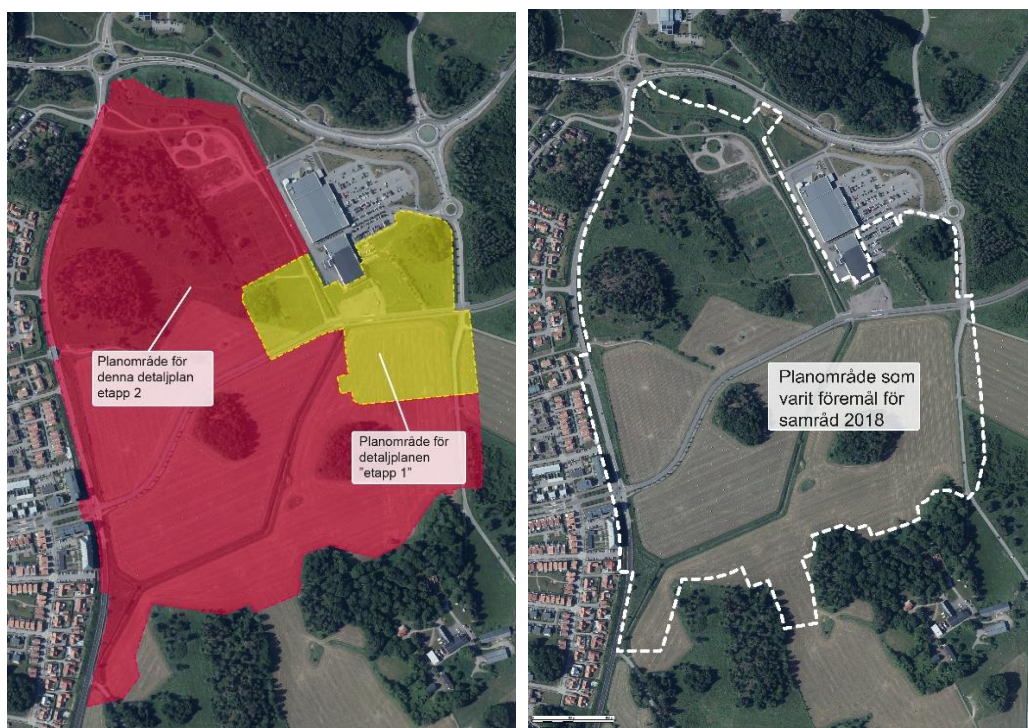 Planområde för
denna detaljplan
etapp 2
Planområde för
detaljplanen
"etapp 1"
Planområde som
varit föremål för
samråd 2018